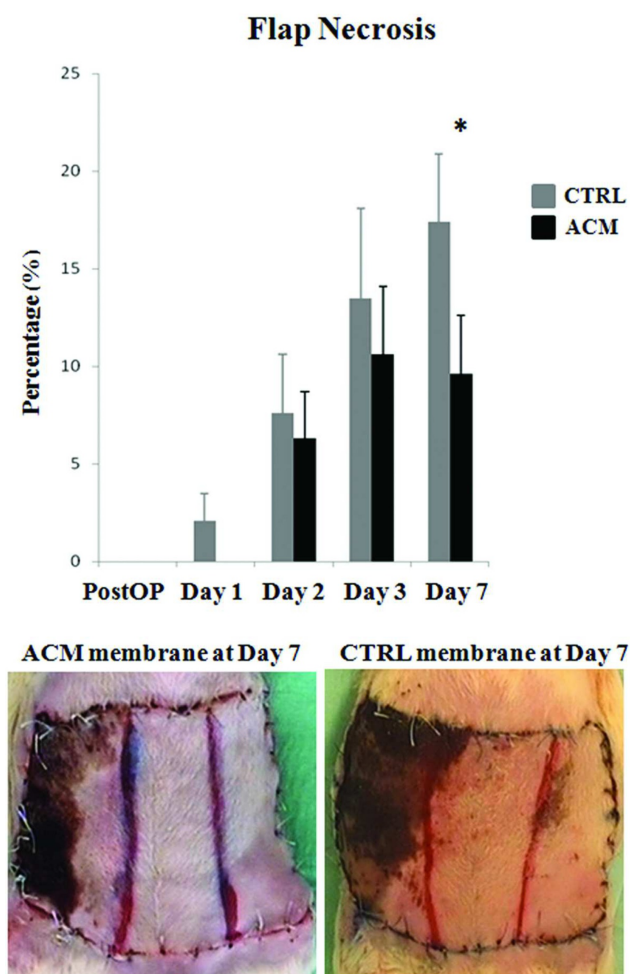 Flap Necrosis
Percentage (%)
25
20
15
10
5
0
*
CTRL
ACM
PostOP Day 1 Day 2 Day 3 Day 7
ACM membrane at Day 7
CTRL membrane at Day 7